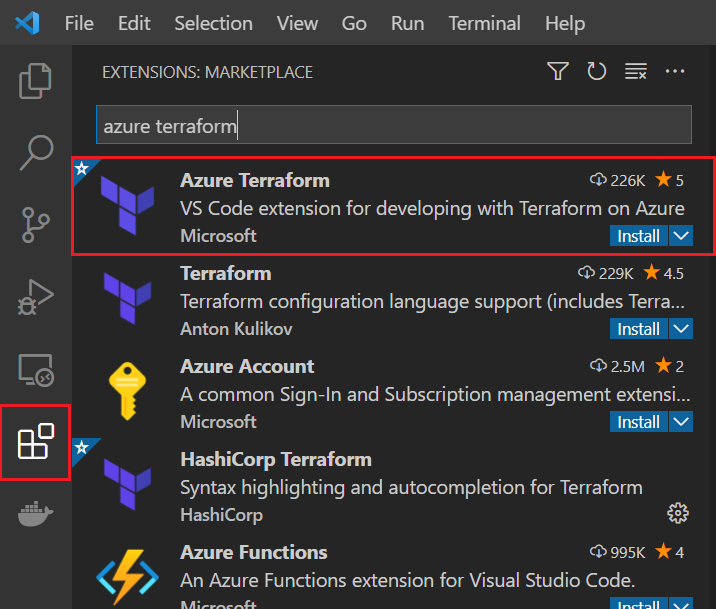 File Edit Selection View Go Run Terminal Help
EXTENSIONS: MARKETPLACE
azure terraform
Azure Terraform 226K 5
VS Code extension for developing with Terraform on Azure
Microsoft Install
Terraform 229K 4.5
Terraform configuration language support (includes Terra...
Anton Kulikov Install
Azure Account 2.5M 2
A common Sign-In and Subscription management extensi...
Microsoft Install
HashiCorp Terraform
Syntax highlighting and autocompletion for Terraform
HashiCorp
Azure Functions 995K 4
An Azure Functions extension for Visual Studio Code.
Microsoft Install